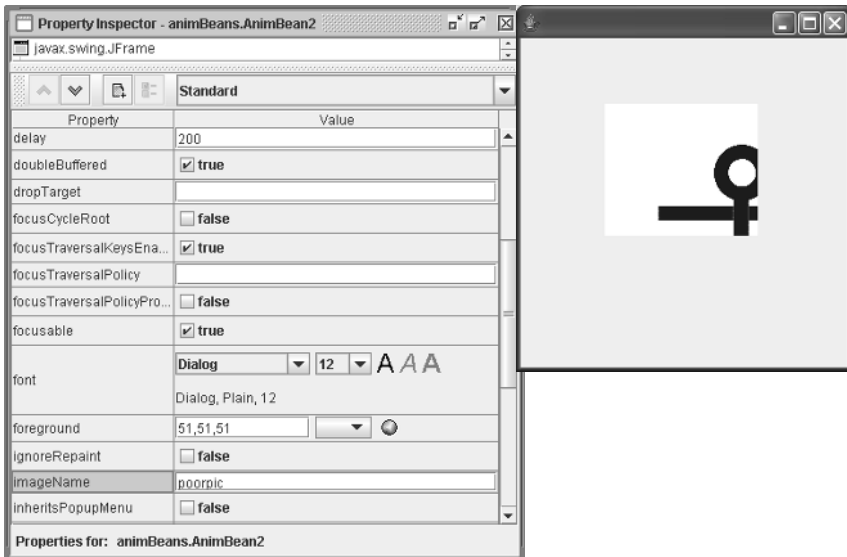 Property Inspector - animBeans.AnimBean2
javax.swing.JFrame
Standard
Property Value
delay 200
doubleBuffered true
dropTarget
focusCycleRoot false
focusTraversalKeysEna... true
focusTraversalPolicy
focusTraversalPolicyPro... false
focusable true
font Dialog 12 A A A
Dialog, Plain, 12
foreground 51,51,51
ignoreRepaint false
imageName poorpic
inheritsPopupMenu false
Properties for: animBeans.AnimBean2